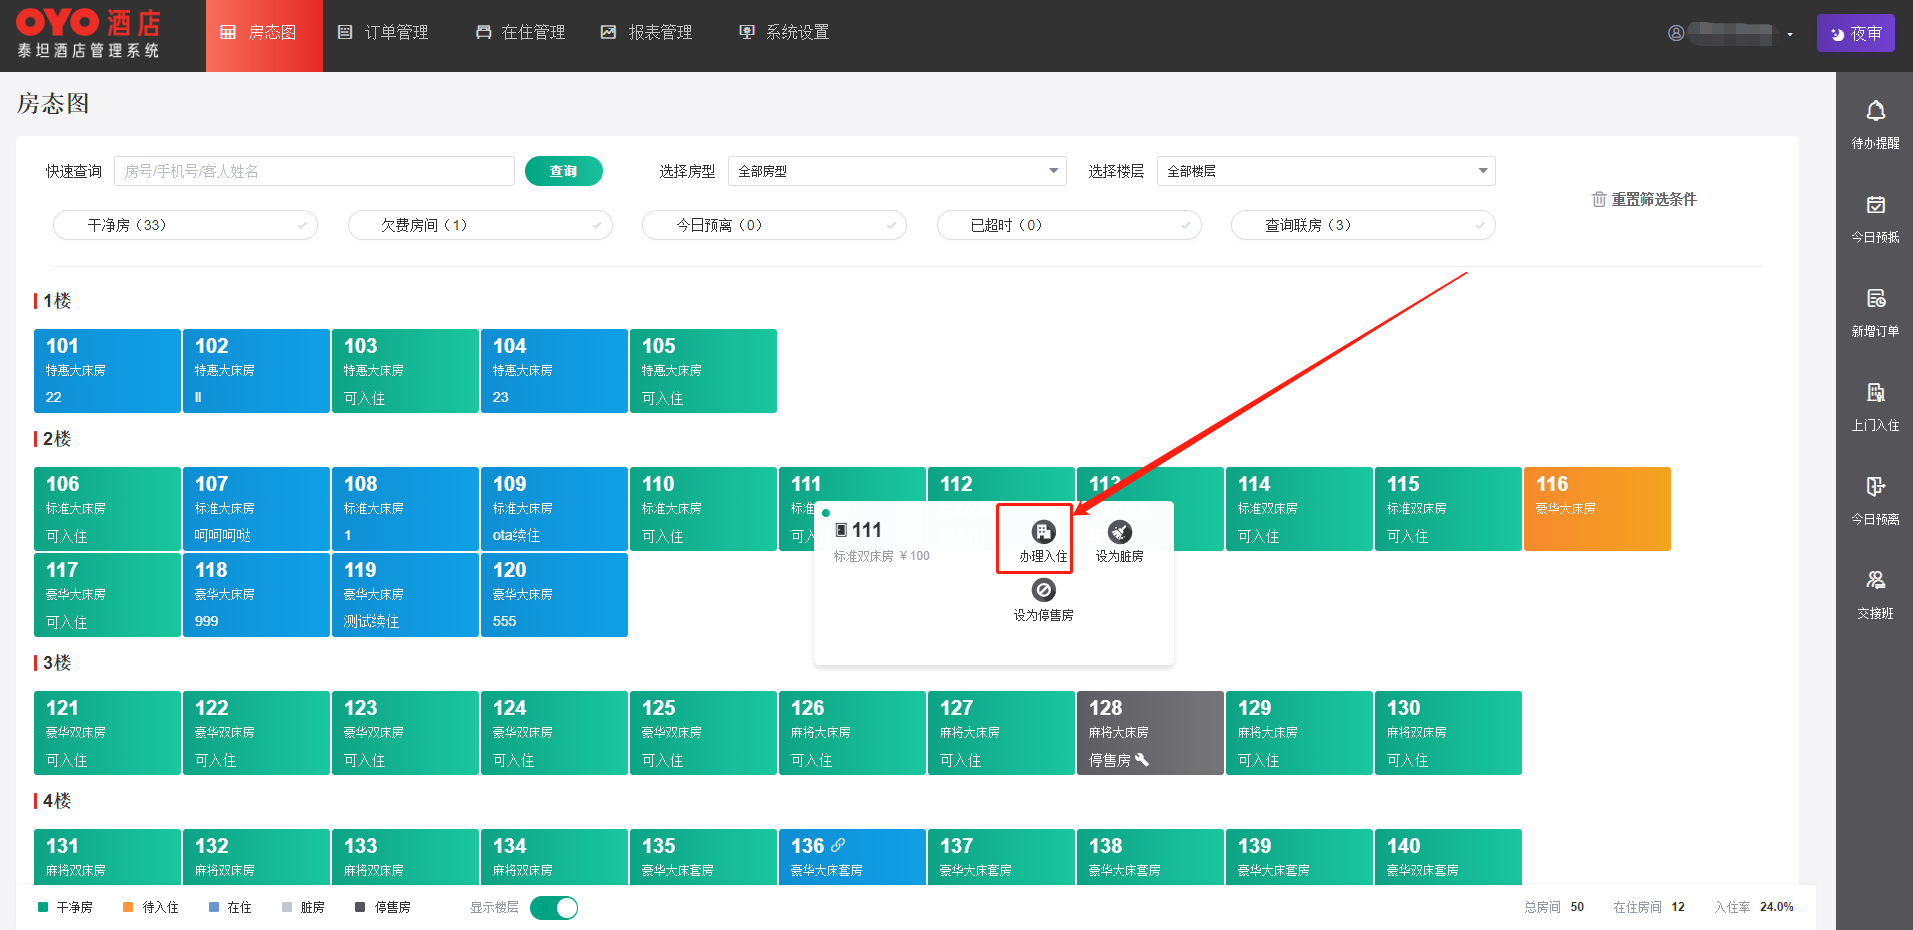 OYO 酒店
泰坦酒店管理系统
房态图
订单管理
在住管理
报表管理
系统设置
夜审
房态图
快速查询
房号/手机号/客人姓名
查询
选择房型
全部房型
选择楼层
全部楼层
重置筛选条件
干净房（33）
欠费房间（1）
今日预离（0）
已超时（0）
查询联房（3）
待办提醒
今日预抵
新增订单
上门入住
今日预离
交接班
1楼
101
特惠大床房
22
102
特惠大床房
ll
103
特惠大床房
可入住
104
特惠大床房
23
105
特惠大床房
可入住
2楼
106
标准大床房
可入住
107
标准大床房
呵呵呵哒
108
标准大床房
1
109
标准大床房
ota续住
110
标准大床房
可入住
111
标准
可入
112
113
114
标准双床房
可入住
115
标准双床房
可入住
116
豪华大床房
111
标准双床房 ￥100
办理入住
设为脏房
设为停售房
117
豪华大床房
可入住
118
豪华大床房
999
119
豪华大床房
测试续住
120
豪华大床房
555
3楼
121
豪华双床房
可入住
122
豪华双床房
可入住
123
豪华双床房
可入住
124
豪华双床房
可入住
125
豪华双床房
可入住
126
麻将大床房
可入住
127
麻将大床房
可入住
128
麻将大床房
停售房
129
麻将大床房
可入住
130
麻将双床房
可入住
4楼
131
麻将双床房
132
麻将双床房
133
麻将双床房
134
麻将双床房
135
豪华大床套房
136
豪华大床套房
137
豪华大床套房
138
豪华大床套房
139
豪华大床套房
140
豪华双床套房
干净房
待入住
在住
脏房
停售房
显示楼层
总房间 50
在住房间 12
入住率 24.0%